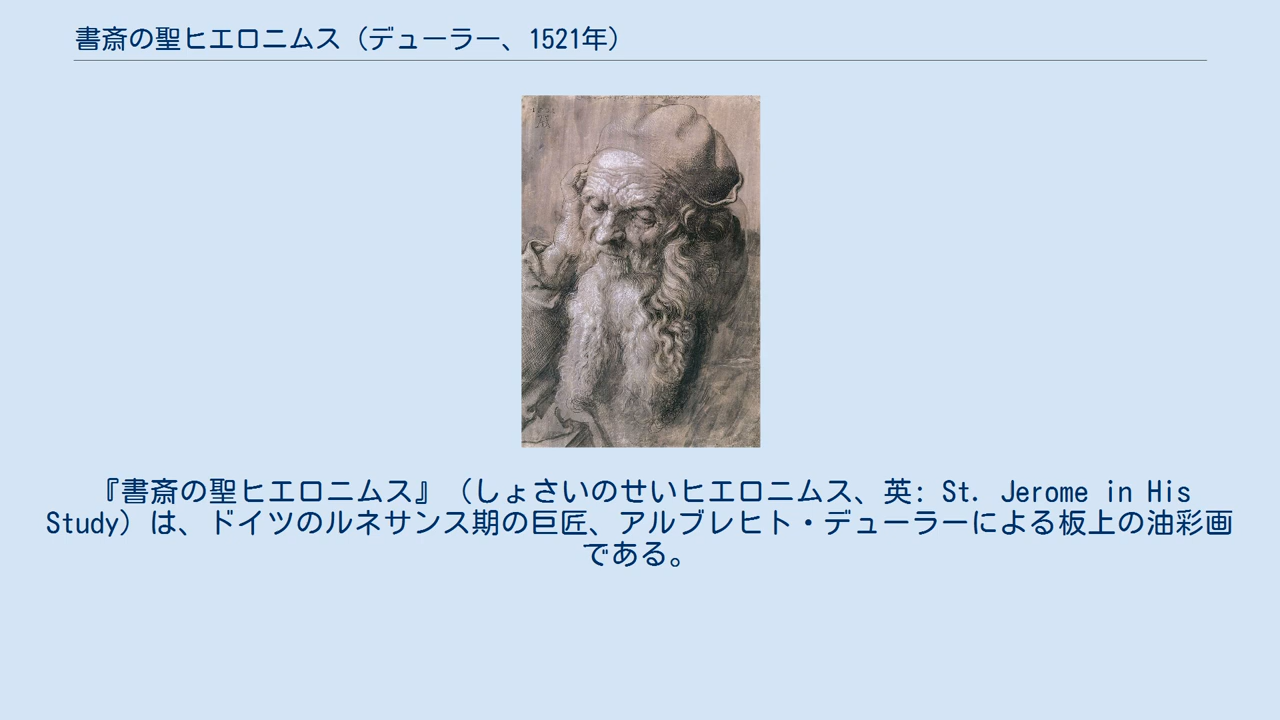 書斎の聖ヒエロニムス（デューラー、1521年）
『書斎の聖ヒエロニムス』（しょさいのせいヒエロニムス、英: St. Jerome in His
Study）は、ドイツのルネサンス期の巨匠、アルブレヒト・デューラーによる板上の油彩画
である。